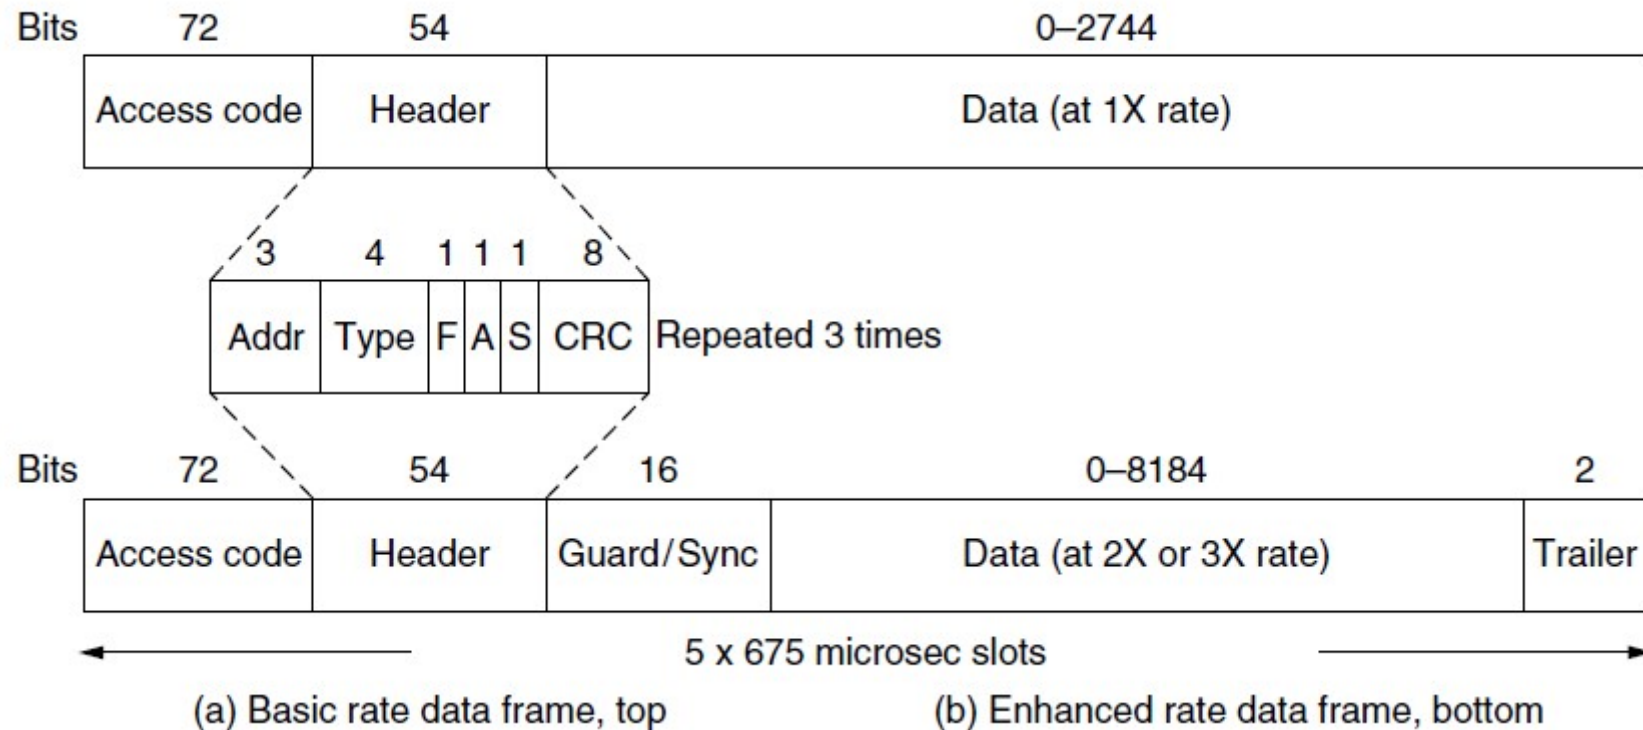 Bits 72 54 0–2744
Access code Header Data (at 1X rate)
3 4 1 1 1 8
Addr Type F A S CRC Repeated 3 times
Bits 72 54 16 0–8184 2
Access code Header Guard/Sync Data (at 2X or 3X rate) Trailer
5 x 675 microsec slots
(a) Basic rate data frame, top (b) Enhanced rate data frame, bottom